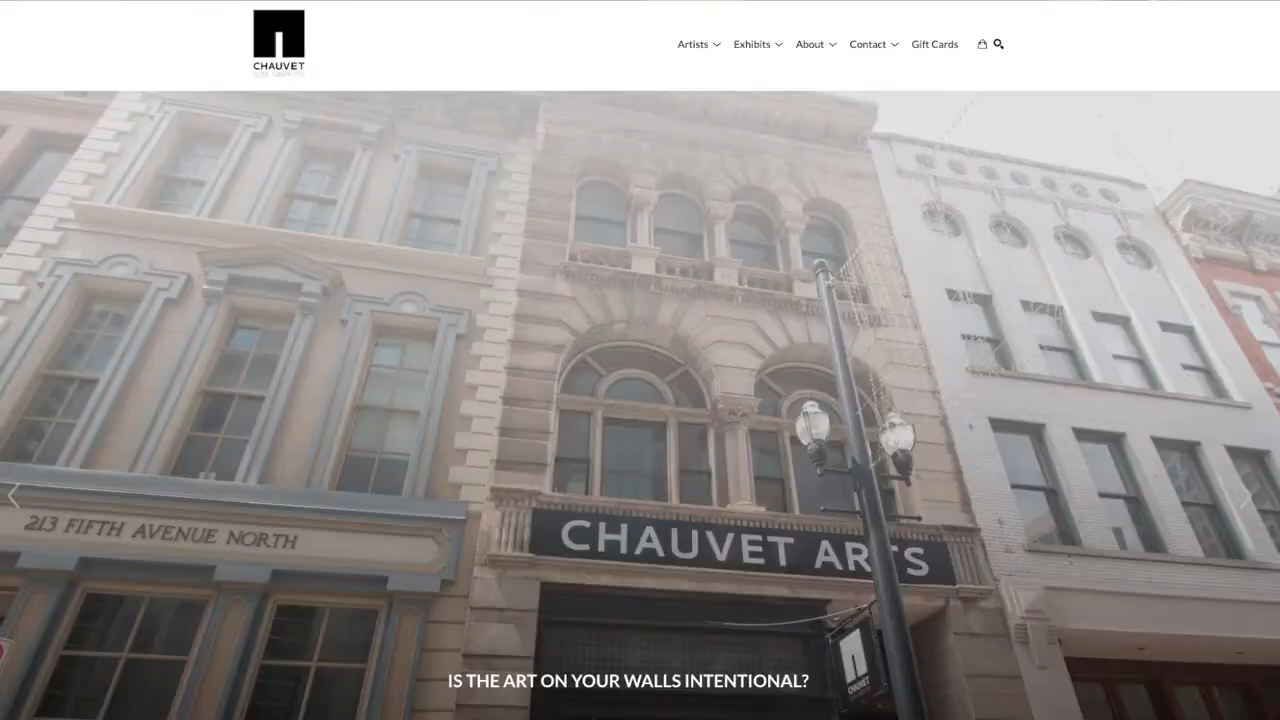 CHAUVET
Artists
Exhibits
About
Contact
Gift Cards
213 FIFTH AVENUE NORTH
CHAUVET ARTS
CHAUVET
IS THE ART ON YOUR WALLS INTENTIONAL?